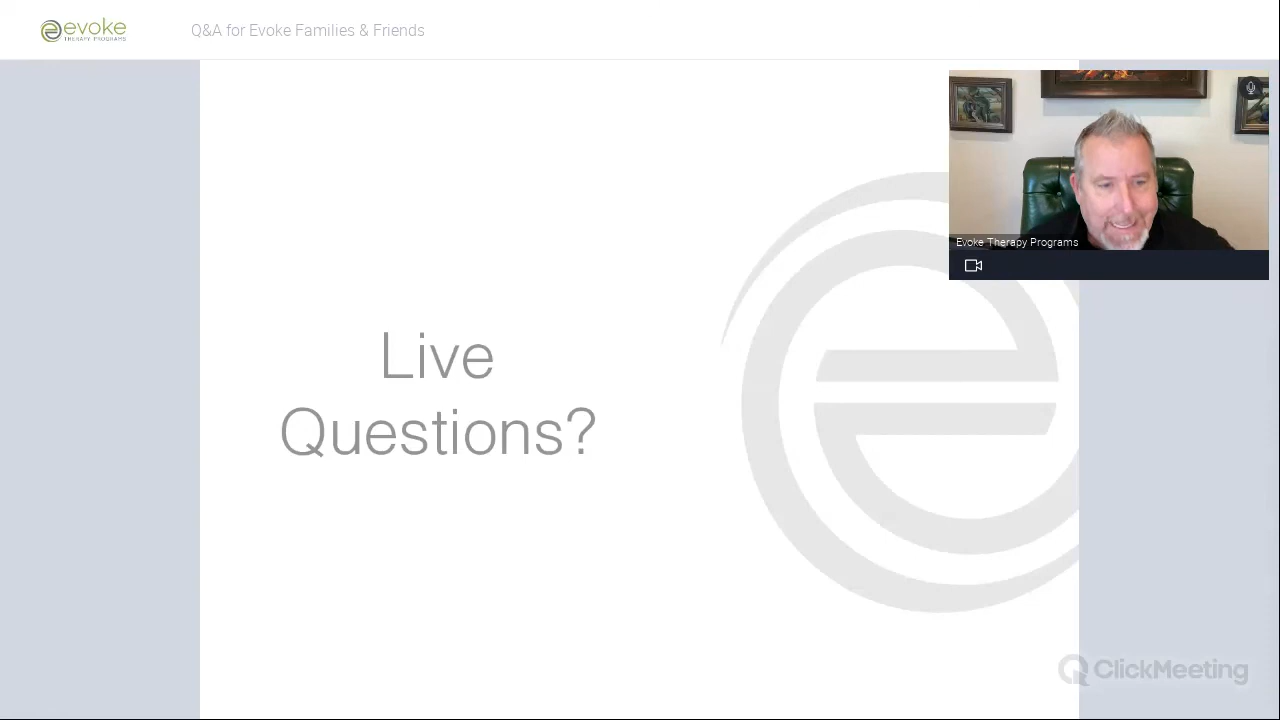 evoke
THERAPY PROGRAMS
Q&A for Evoke Families & Friends
Evoke Therapy Programs
Live
Questions?
ClickMeeting